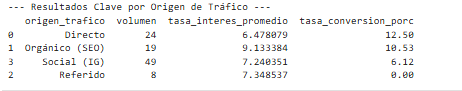 --- Resultados Clave por Origen de Tráfico ---
origen_trafico volumen tasa_interes_promedio tasa_conversion_porc
0 Directo 24 6.478079 12.50
1 Orgánico (SEO) 19 9.133384 10.53
3 Social (IG) 49 7.240351 6.12
2 Referido 8 7.348537 0.00